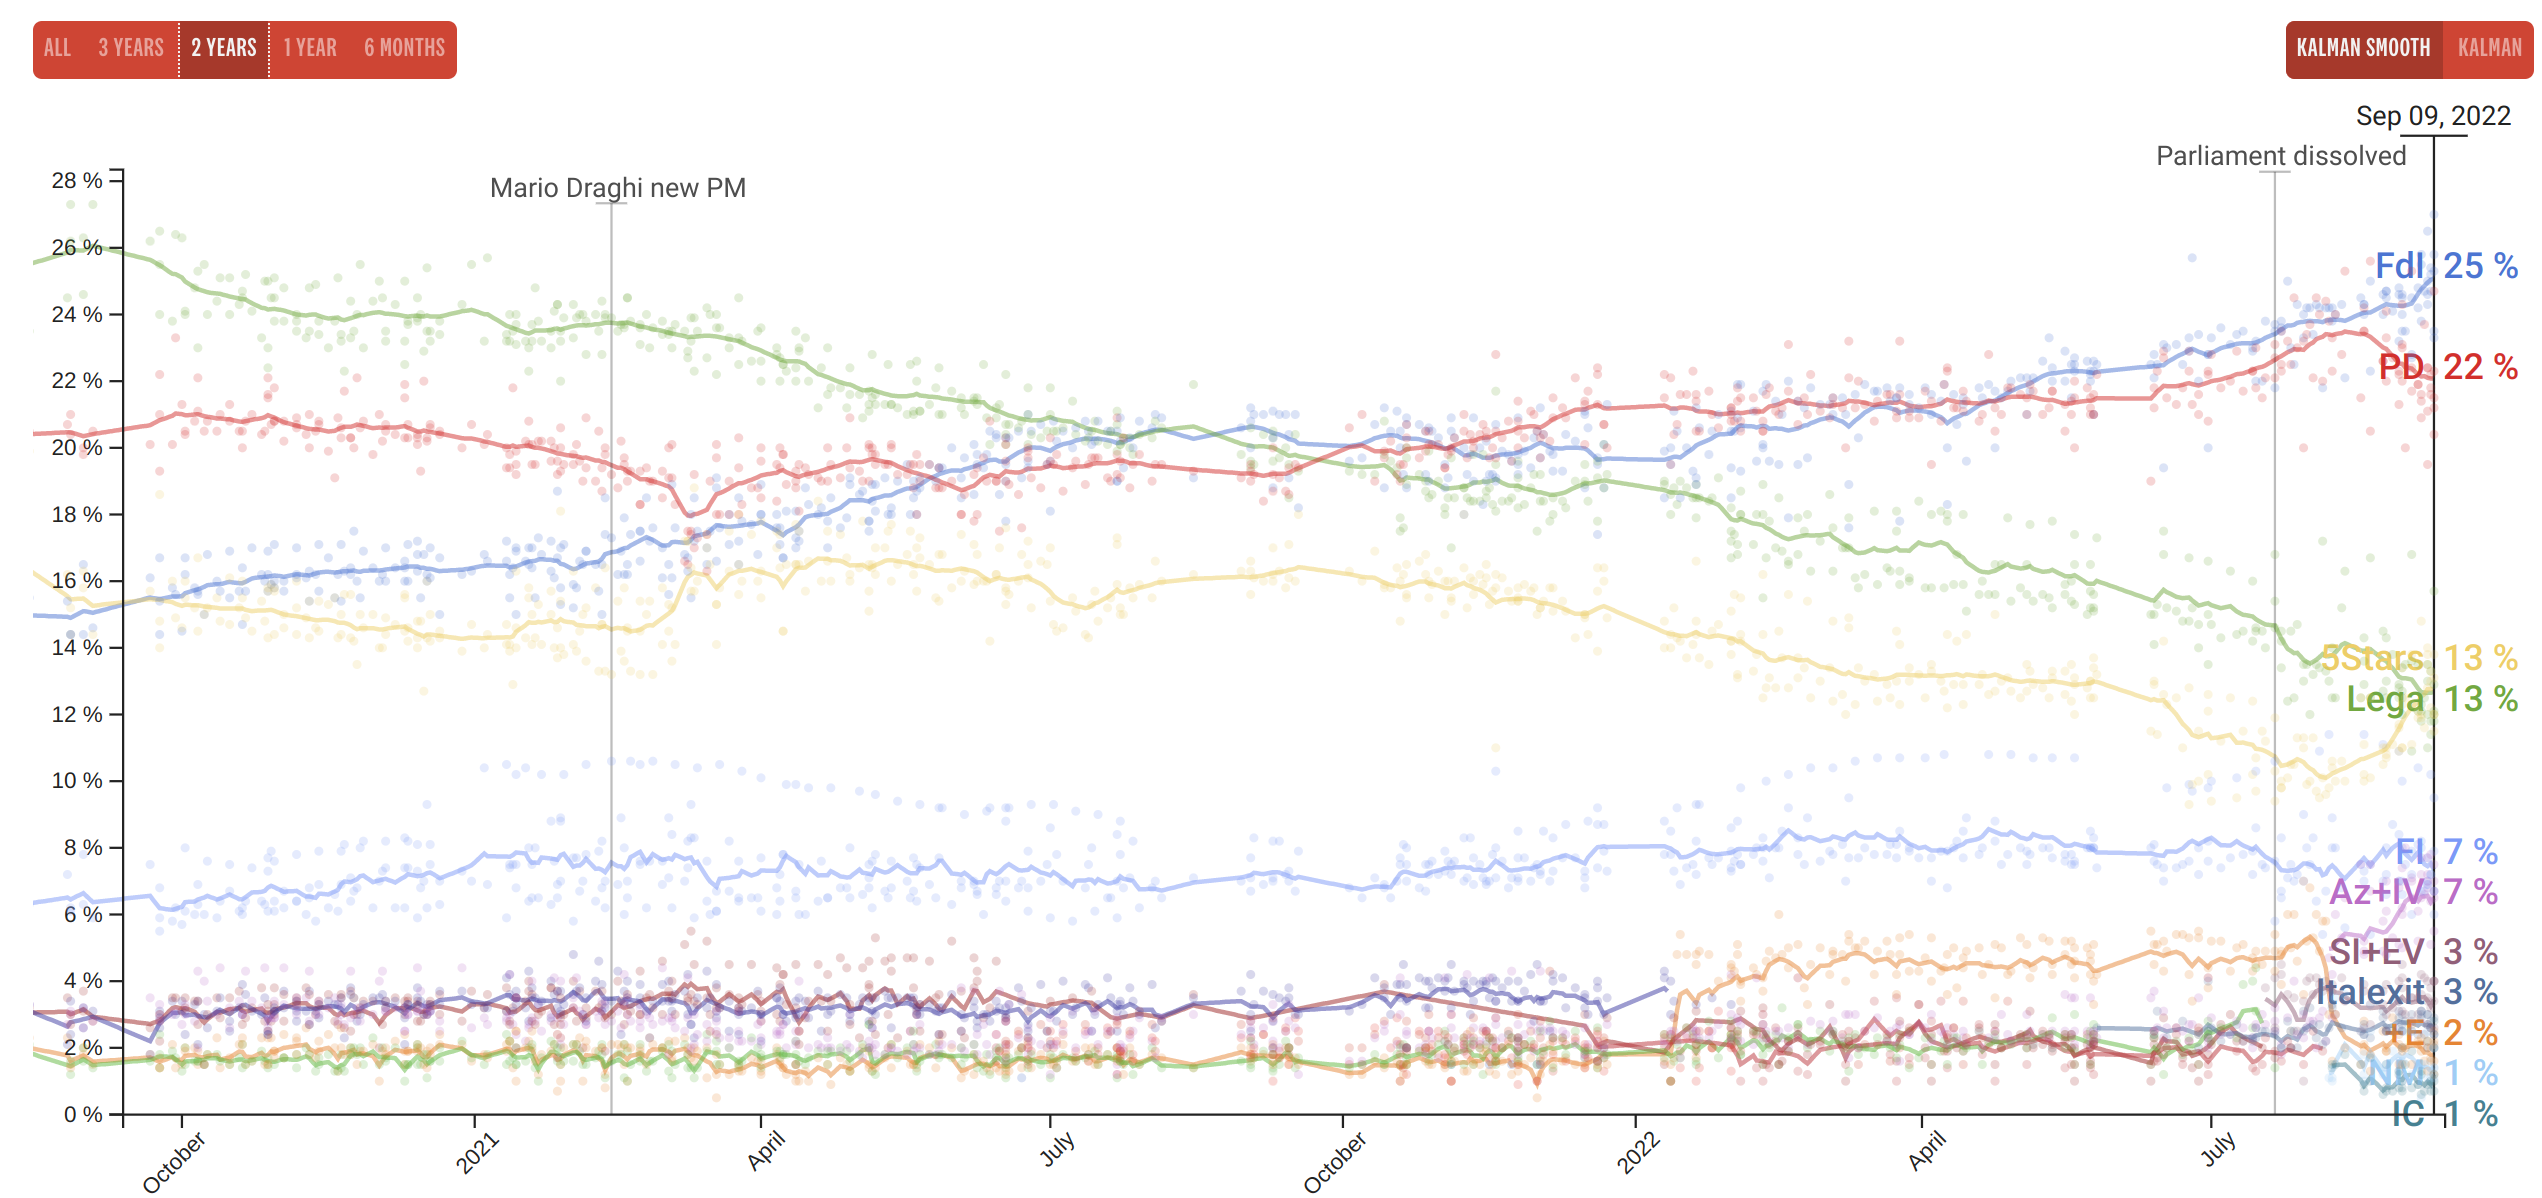 ALL 3 YEARS 2 YEARS 1 YEAR 6 MONTHS
KALMAN SMOOTH KALMAN
Sep 09, 2022
Parliament dissolved
Mario Draghi new PM
28 %
26 %
24 %
22 %
20 %
18 %
16 %
14 %
12 %
10 %
8 %
6 %
4 %
2 %
0 %
FdI 25 %
PD 22 %
5Stars 13 %
Lega 13 %
FI 7 %
Az+IV 7 %
SI+EV 3 %
Italexit 3 %
+E 2 %
NM 1 %
IC 1 %
October
2021
April
July
October
2022
April
July